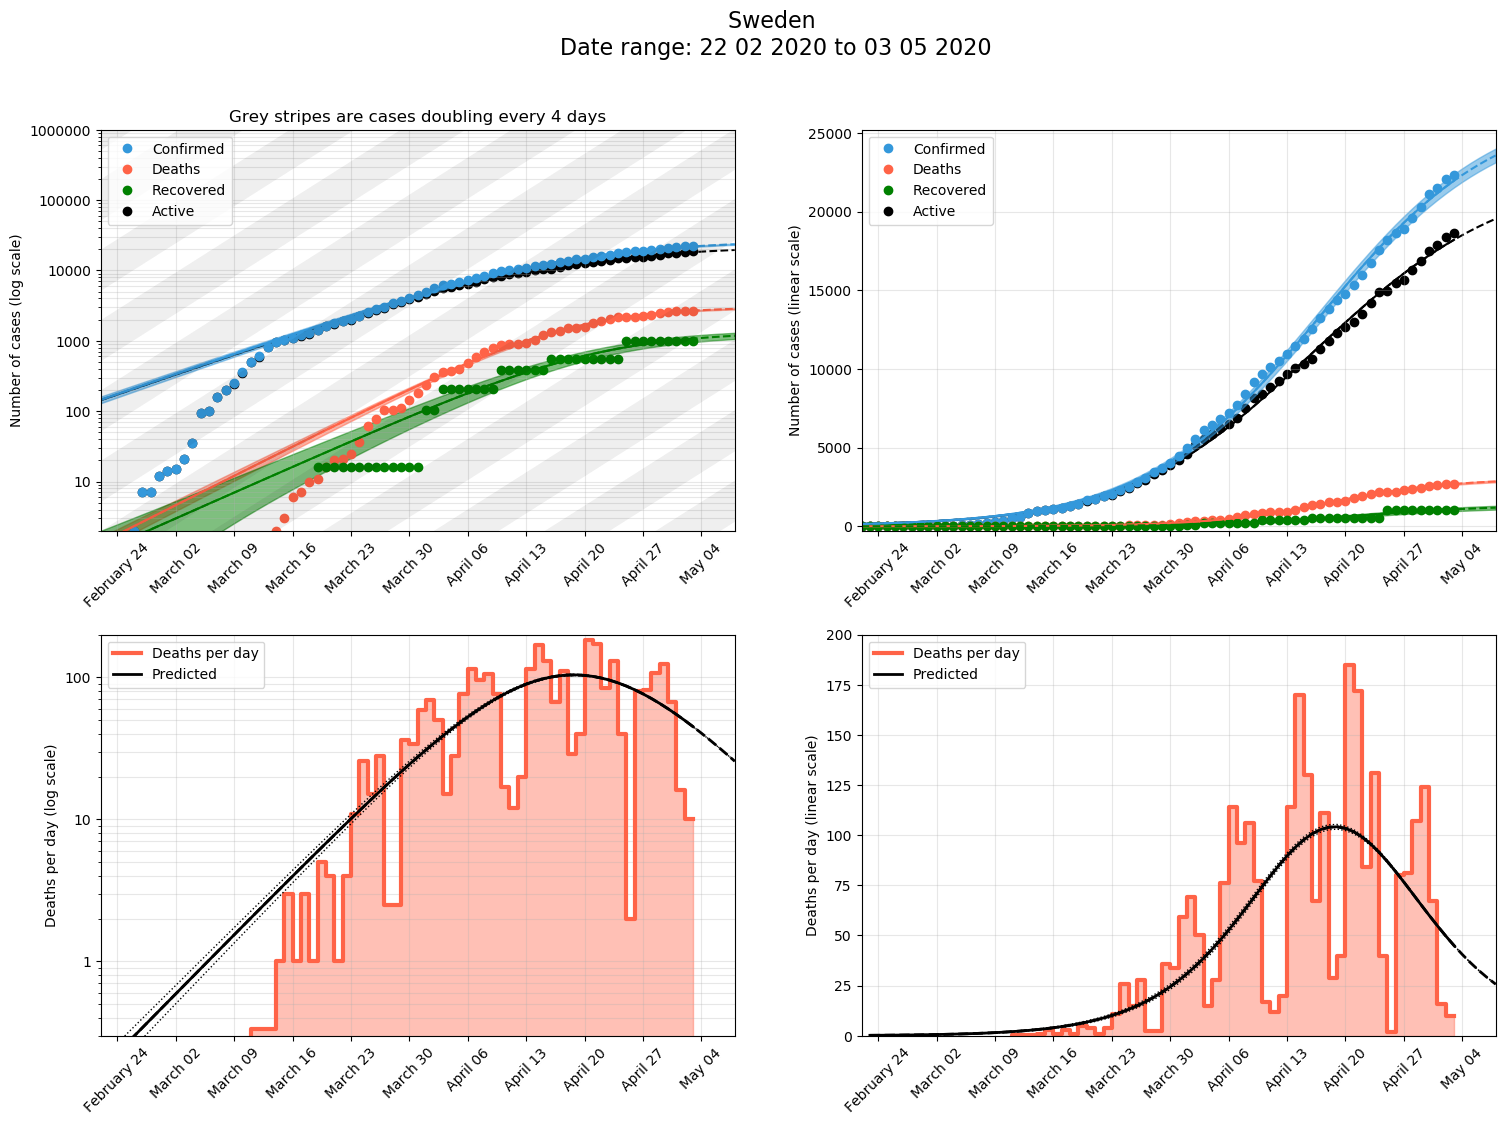 Sweden
Date range: 22 02 2020 to 03 05 2020
Grey stripes are cases doubling every 4 days
Number of cases (log scale)
1000000
100000
10000
1000
100
10
Confirmed
Deaths
Recovered
Active
February 24
March 02
March 09
March 16
March 23
March 30
April 06
April 13
April 20
April 27
May 04
Number of cases (linear scale)
25000
20000
15000
10000
5000
0
Confirmed
Deaths
Recovered
Active
February 24
March 02
March 09
March 16
March 23
March 30
April 06
April 13
April 20
April 27
May 04
Deaths per day (log scale)
100
10
1
Deaths per day
Predicted
February 24
March 02
March 09
March 16
March 23
March 30
April 06
April 13
April 20
April 27
May 04
Deaths per day (linear scale)
200
175
150
125
100
75
50
25
0
Deaths per day
Predicted
February 24
March 02
March 09
March 16
March 23
March 30
April 06
April 13
April 20
April 27
May 04